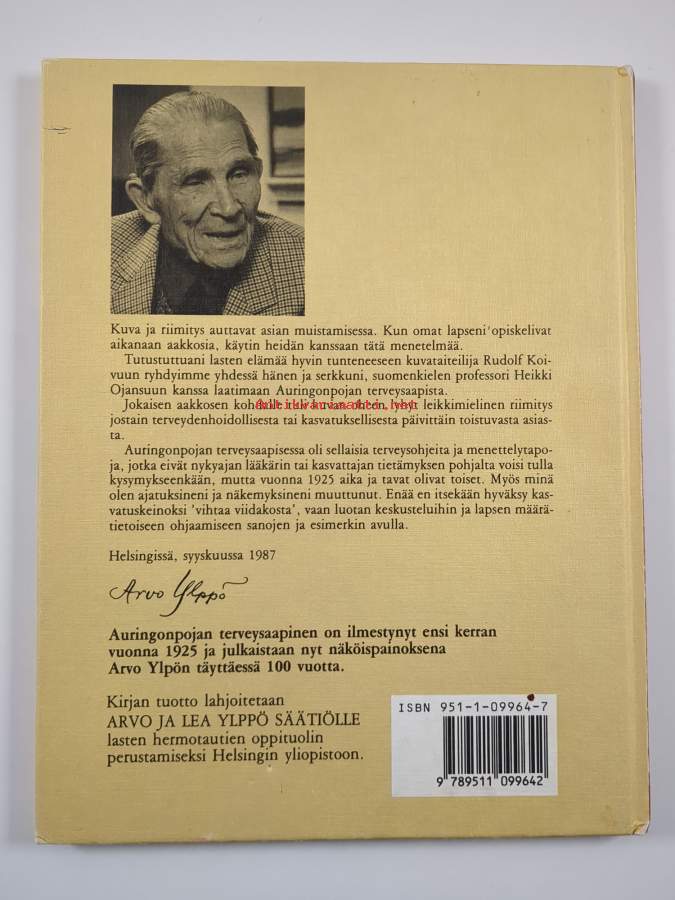 Kuva ja riimitys auttavat asian muistamisessa. Kun omat lapseni opiskelivat
aikanaan aakkosia, käytin heidän kanssaan tätä menetelmää.
Tutustuttuani lasten elämää hyvin tunteneeseen kuvataiteilija Rudolf Koi-
vuun ryhdyimme yhdessä hänen ja serkkuni, suomenkielen professori Heikki
Ojansuun kanssa laatimaan Auringonpojan terveysaapista.
Jokaisen aakkosen kohdalle tuli kuvan ohein lyhyt leikkimielinen riimitys
jostain terveydenhoidollisesta tai kasvatuksellisesta päivittäin toistuvasta asias-
ta.
Auringonpojan terveysaapisessa oli sellaisia terveysohjeita ja menettelytapo-
ja, jotka eivät nykyajan lääkärin tai kasvattajan tietämyksen pohjalta voisi tulla
kysymykseenkään, mutta vuonna 1925 aika ja tavat olivat toiset. Myös minä
olen ajatuksineni ja näkemyksineni muuttunut. Enää en itsekään hyväksy kas-
vatuskeinoksi 'vihtaa viidakosta', vaan luotan keskusteluihin ja lapsen määrä-
tietoiseen ohjaamiseen sanojen ja esimerkin avulla.
Helsingissä, syyskuussa 1987
Arvo Ylppö
Auringonpojan terveysaapinen on ilmestynyt ensi kerran
vuonna 1925 ja julkaistaan nyt näköispainoksena
Arvo Ylpön täyttäessä 100 vuotta.
Kirjan tuotto lahjoitetaan
ARVO JA LEA YLPPÖ SÄÄTIÖLLE
lasten hermotautien oppituolin
perustamiseksi Helsingin yliopistoon.
ISBN 951-1-09964-7
9 789511 099642